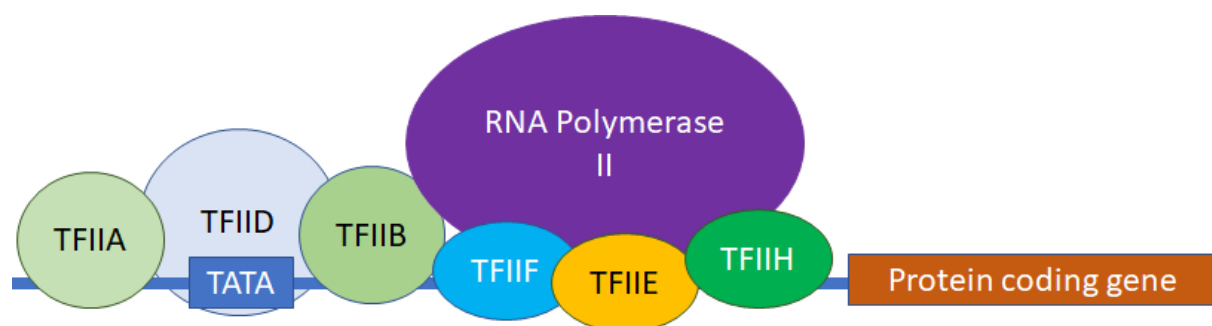 RNA Polymerase
II
TFIIA
TFIID
TFIIB
TATA
TFIIF
TFIIE
TFIIH
Protein coding gene